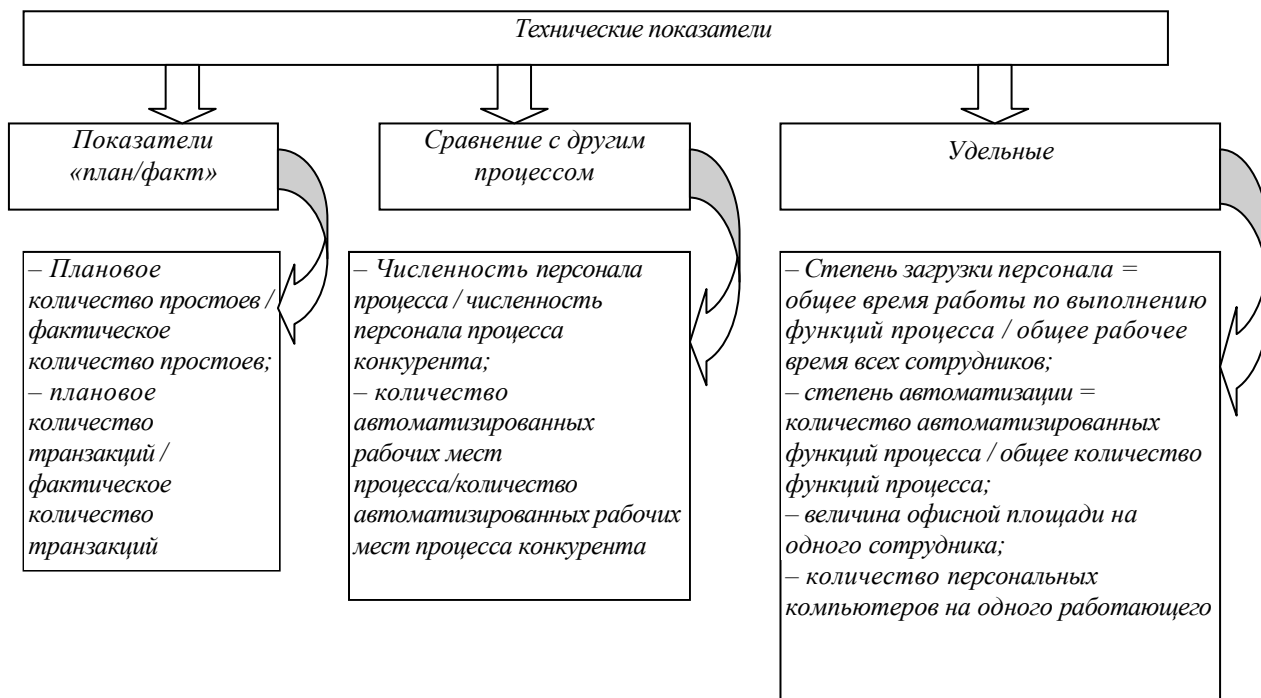 Технические показатели
Показатели
«план/факт»
Сравнение с другим
процессом
Удельные
– Плановое
количество простоев /
фактическое
количество простоев;
– плановое
количество
транзакций /
фактическое
количество
транзакций
– Численность персонала
процесса / численность
персонала процесса
конкурента;
– количество
автоматизированных
рабочих мест
процесса/количество
автоматизированных рабочих
мест процесса конкурента
– Степень загрузки персонала =
общее время работы по выполнению
функций процесса / общее рабочее
время всех сотрудников;
– степень автоматизации =
количество автоматизированных
функций процесса / общее количество
функций процесса;
– величина офисной площади на
одного сотрудника;
– количество персональных
компьютеров на одного работающего